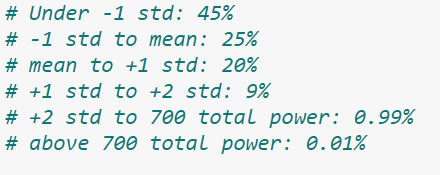 # Under -1 std: 45%
# -1 std to mean: 25%
# mean to +1 std: 20%
# +1 std to +2 std: 9%
# +2 std to 700 total power: 0.99%
# above 700 total power: 0.01%